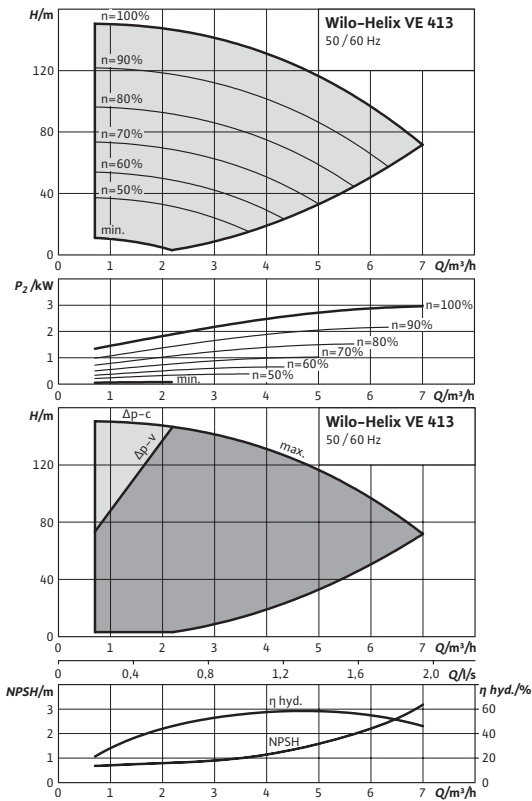 H/m
n=100%
Wilo-Helix VE 413
50 / 60 Hz
n=90%
120
n=80%
80
n=70%
n=60%
40
n=50%
min.
0
0 1 2 3 4 5 6 7 Q/m³/h
P₂ /kW
3
n=100%
n=90%
2
n=80%
n=70%
1
n=60%
n=50%
min.
0
0 1 2 3 4 5 6 7 Q/m³/h
H/m
Δp-c
Wilo-Helix VE 413
50 / 60 Hz
Δp-v
max.
120
80
40
0
0 1 2 3 4 5 6 7 Q/m³/h
0 0,4 0,8 1,2 1,6 2,0 Q/l/s
NPSH/m
η hyd./%
η hyd.
3 60
2 40
NPSH
1 20
0 0
0 1 2 3 4 5 6 7 Q/m³/h